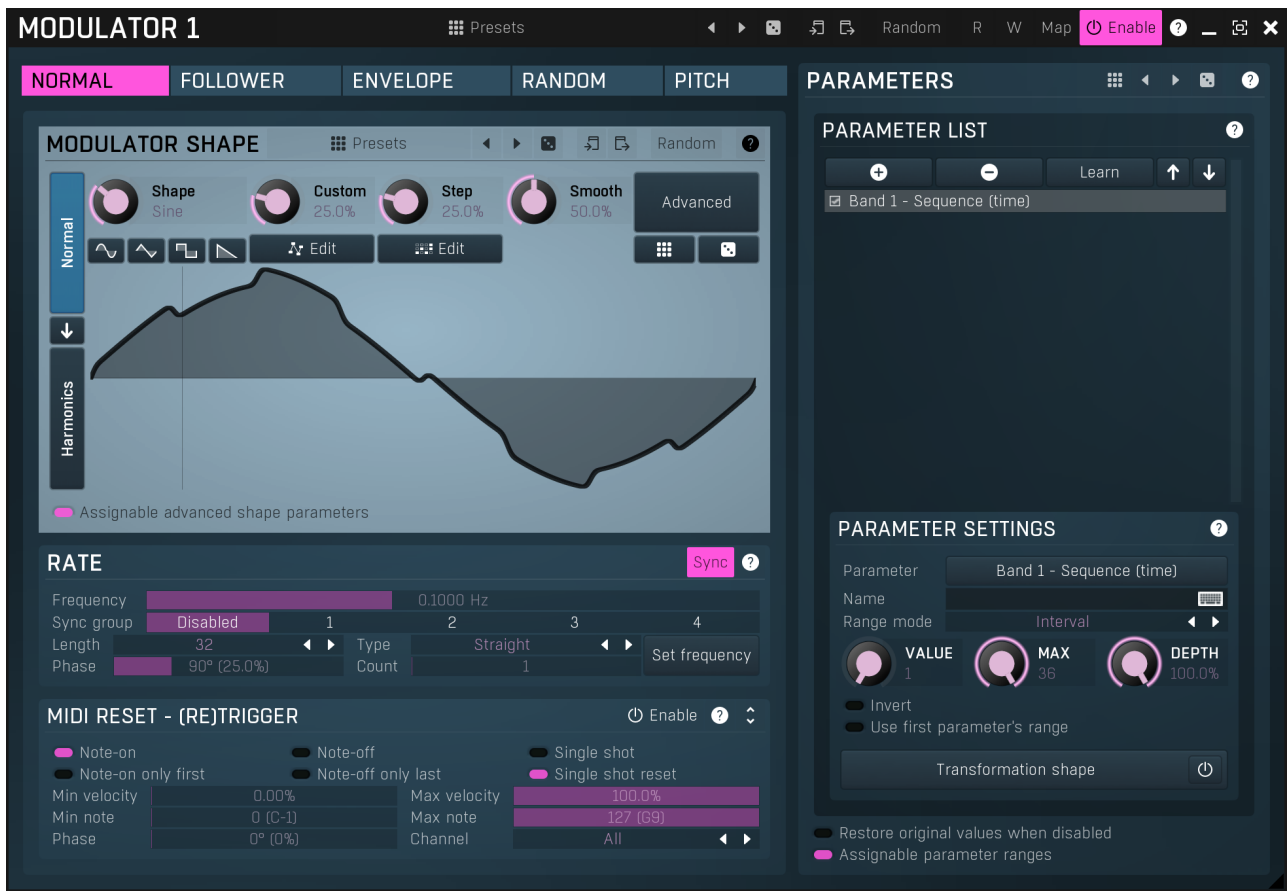 MODULATOR 1 Presets Random R W Map Enable ?
NORMAL FOLLOWER ENVELOPE RANDOM PITCH
MODULATOR SHAPE Presets Random ?
Shape Custom Step Smooth
Sine 25.0% 25.0% 50.0%
Advanced
Edit Edit
Normal
Harmonics
Assignable advanced shape parameters
RATE Sync ?
Frequency 0.1000 Hz
Sync group Disabled 1 2 3 4
Length 32 Type Straight
Phase 90° (25.0%) Count 1
Set frequency
MIDI RESET - (RE)TRIGGER Enable ?
Note-on Note-off Single shot
Note-on only first Note-off only last Single shot reset
Min velocity 0.00% Max velocity 100.0%
Min note 0 (C-1) Max note 127 (G9)
Phase 0° (0%) Channel All
PARAMETERS ?
PARAMETER LIST ?
Learn
Band 1 - Sequence (time)
PARAMETER SETTINGS ?
Parameter Band 1 - Sequence (time)
Name
Range mode Interval
VALUE MAX DEPTH
1 36 100.0%
Invert
Use first parameter's range
Transformation shape
Restore original values when disabled
Assignable parameter ranges